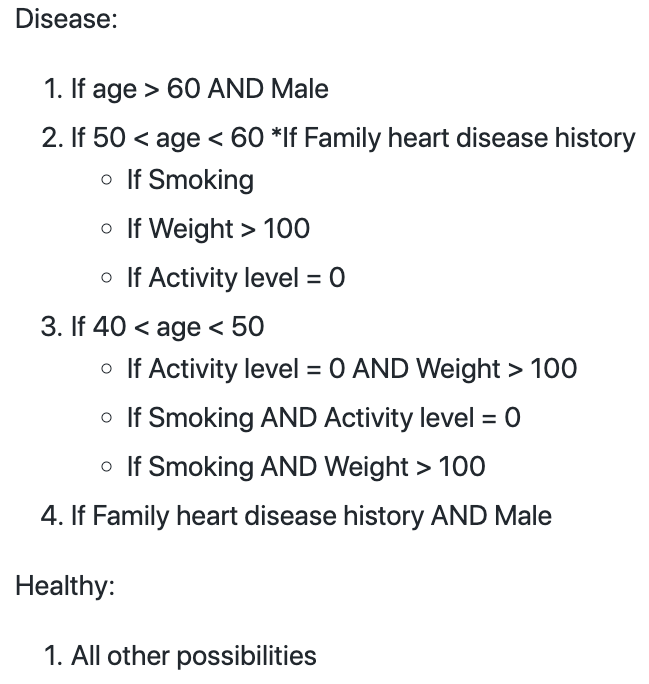 Disease:
1. If age > 60 AND Male
2. If 50 < age < 60 *If Family heart disease history
○ If Smoking
○ If Weight > 100
○ If Activity level = 0
3. If 40 < age < 50
○ If Activity level = 0 AND Weight > 100
○ If Smoking AND Activity level = 0
○ If Smoking AND Weight > 100
4. If Family heart disease history AND Male
Healthy:
1. All other possibilities